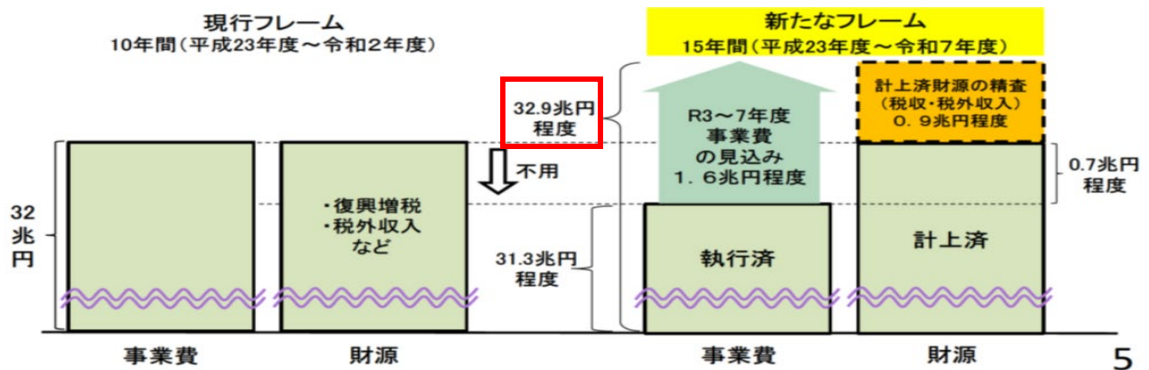 現行フレーム
10年間(平成23年度～令和2年度)
新たなフレーム
15年間(平成23年度～令和7年度)
32
兆
円
・復興増税
・税外収入
など
不用
32.9兆円
程度
31.3兆円
程度
R3～7年度
事業費
の見込み
1.6兆円程度
執行済
計上済財源の精査
(税収・税外収入)
0.9兆円程度
計上済
0.7兆円
程度
事業費
財源
事業費
財源
5